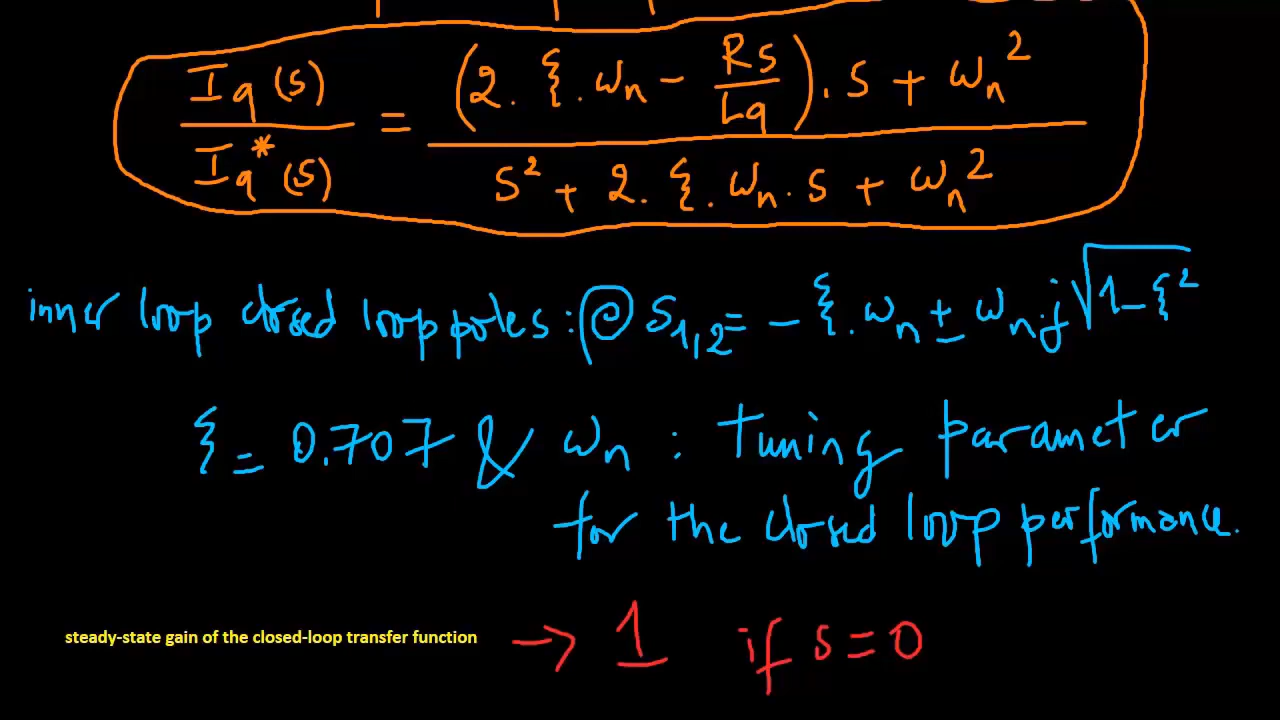 Iq(s) / Iq*(s) = ((2.ξ.ωn − Rs/Lq).s + ωn²) / (s² + 2.ξ.ωn.s + ωn²)
inner loop closed loop poles : @ s1,2 = − ξ.ωn ± ωn.j√(1−ξ²)
ξ = 0.707 & ωn : tuning parameter
for the closed loop performance.
steady-state gain of the closed-loop transfer function → 1 if s = 0